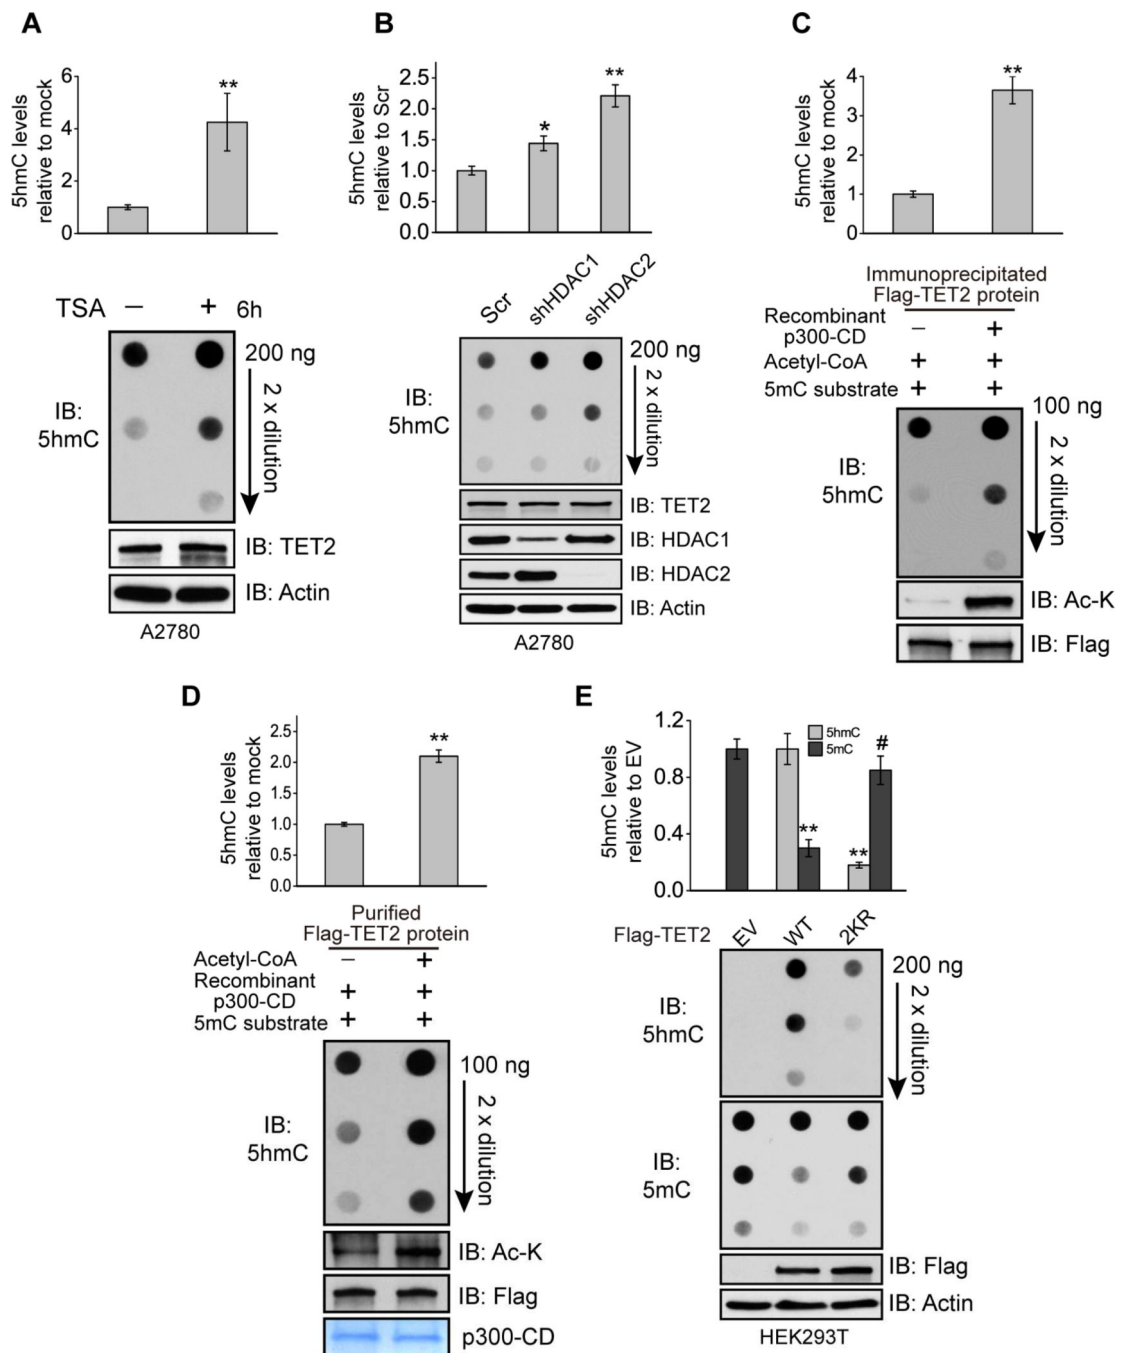 A
5hmC levels
relative to mock
6
4
2
0
**
TSA
−
+
6h
200 ng
2 x dilution
IB:
5hmC
IB: TET2
IB: Actin
A2780
B
5hmC levels
relative to Scr
2.5
2.0
1.5
1.0
0.5
0.0
*
**
Scr
shHDAC1
shHDAC2
200 ng
2 x dilution
IB:
5hmC
IB: TET2
IB: HDAC1
IB: HDAC2
IB: Actin
A2780
C
5hmC levels
relative to mock
4
3
2
1
0
**
Immunoprecipitated
Flag-TET2 protein
Recombinant
p300-CD
− +
Acetyl-CoA + +
5mC substrate + +
100 ng
2 x dilution
IB:
5hmC
IB: Ac-K
IB: Flag
D
5hmC levels
relative to mock
2.5
2.0
1.5
1.0
0.5
0.0
**
Purified
Flag-TET2 protein
Acetyl-CoA − +
Recombinant
p300-CD
+ +
5mC substrate + +
100 ng
2 x dilution
IB:
5hmC
IB: Ac-K
IB: Flag
p300-CD
E
5hmC levels
relative to EV
1.2
0.8
0.4
0.0
5hmC
5mC
**
**
#
Flag-TET2
EV
WT
2KR
200 ng
2 x dilution
IB:
5hmC
IB:
5mC
IB: Flag
IB: Actin
HEK293T